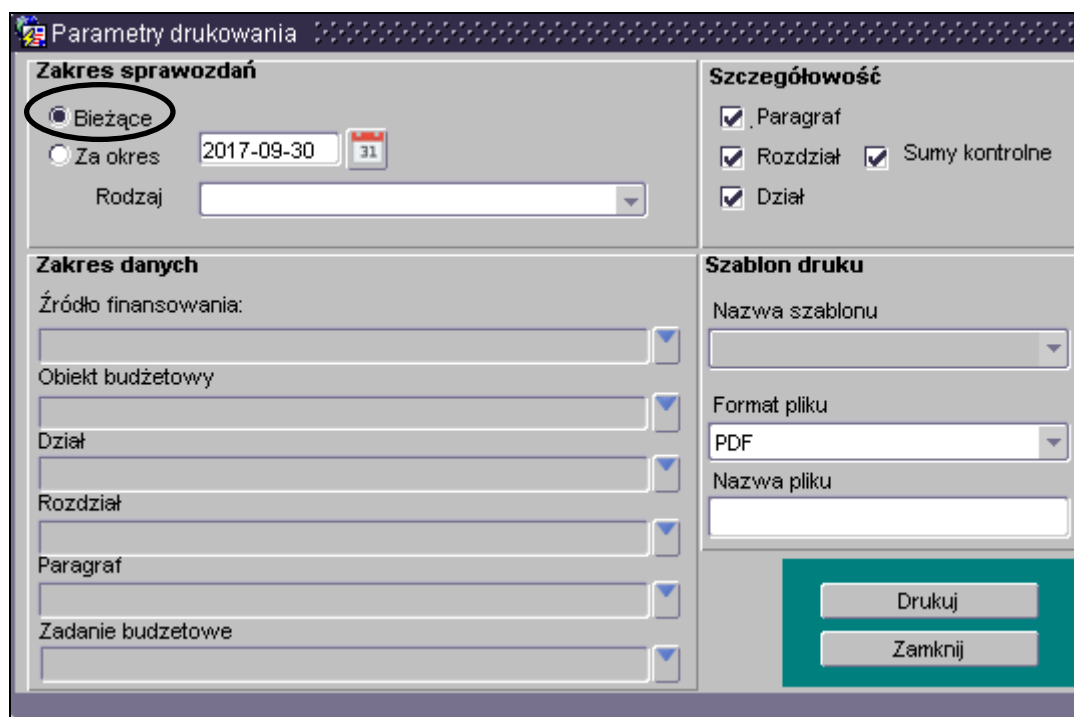 Parametry drukowania
Zakres sprawozdań
Bieżące
Za okres 2017-09-30 31
Rodzaj
Szczegółowość
Paragraf
Rozdział Sumy kontrolne
Dział
Zakres danych
Źródło finansowania:
Obiekt budżetowy
Dział
Rozdział
Paragraf
Zadanie budzetowe
Szablon druku
Nazwa szablonu
Format pliku
PDF
Nazwa pliku
Drukuj
Zamknij